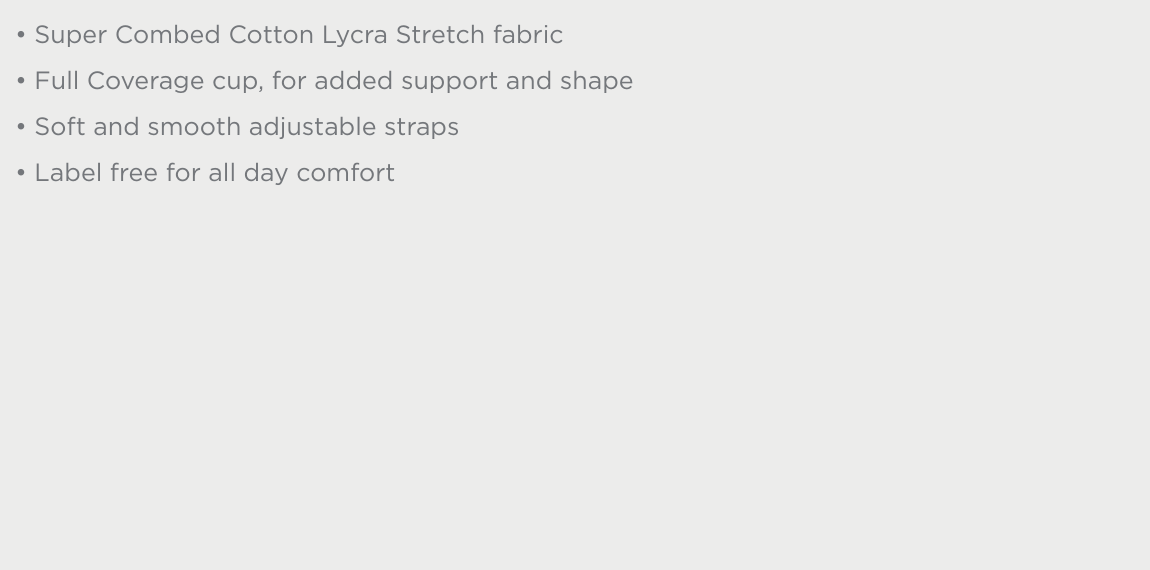 • Super Combed Cotton Lycra Stretch fabric
• Full Coverage cup, for added support and shape
• Soft and smooth adjustable straps
• Label free for all day comfort